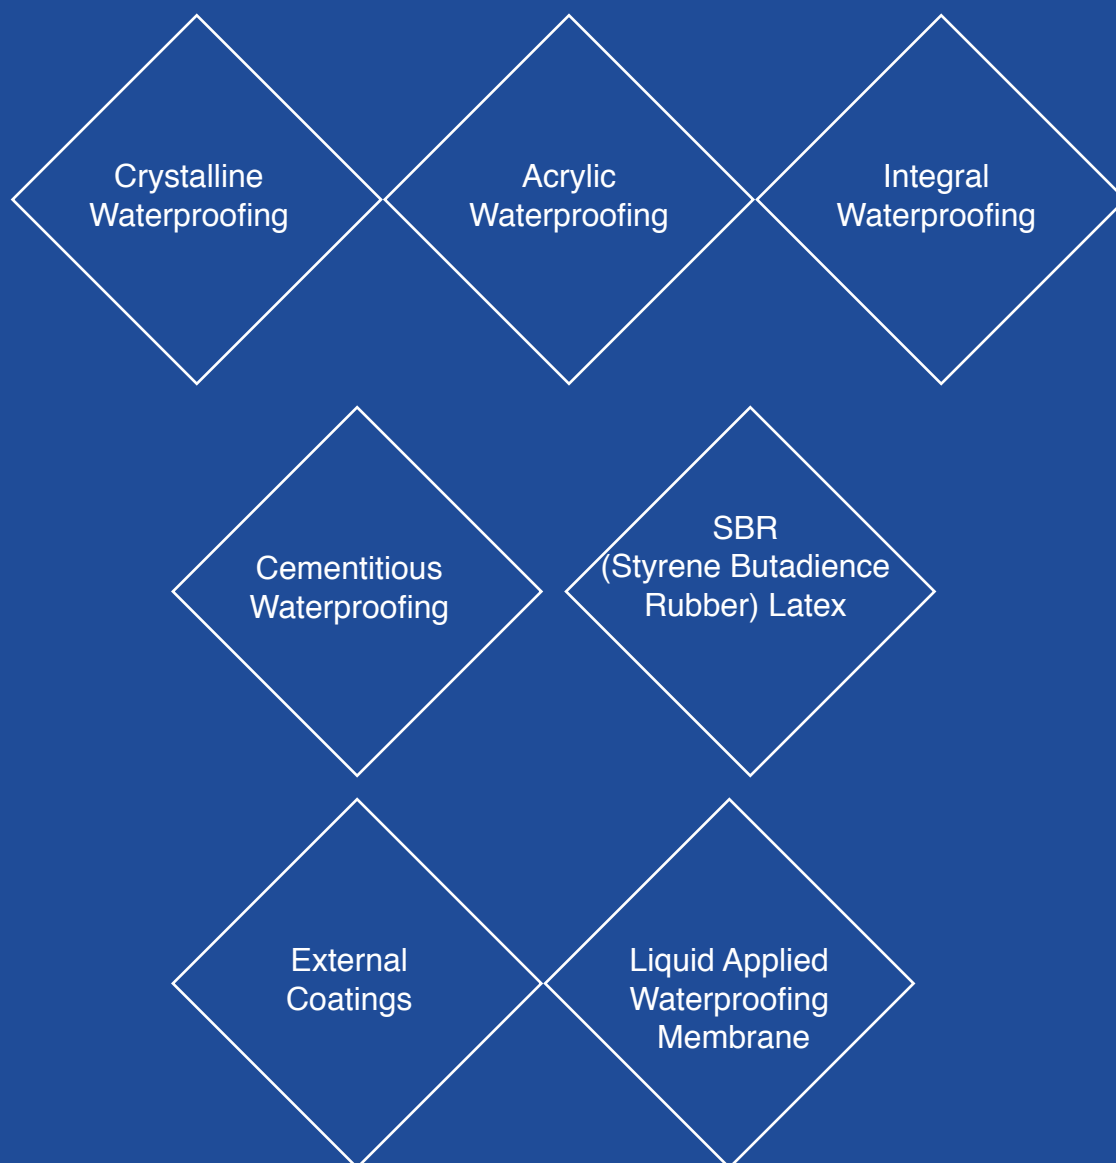 Crystalline
Waterproofing
Acrylic
Waterproofing
Integral
Waterproofing
Cementitious
Waterproofing
SBR
(Styrene Butadience
Rubber) Latex
External
Coatings
Liquid Applied
Waterproofing
Membrane